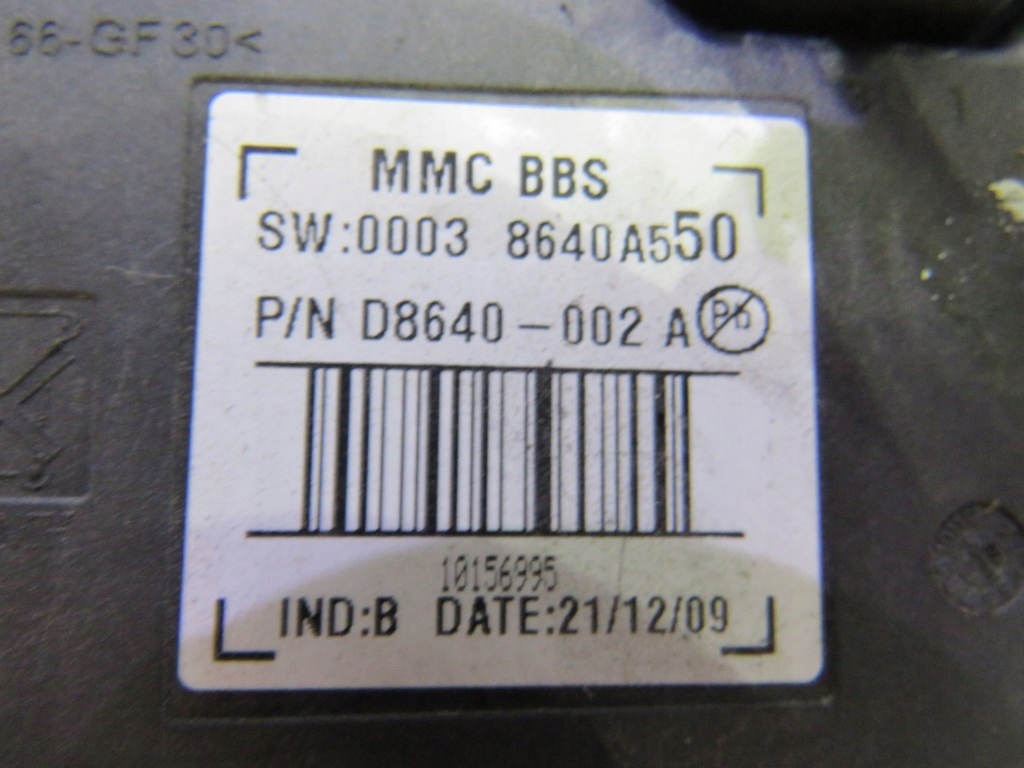 66-GF30<
MMC BBS
SW:0003 8640A550
P/N D8640-002 A Pb
10156995
IND:B DATE:21/12/09